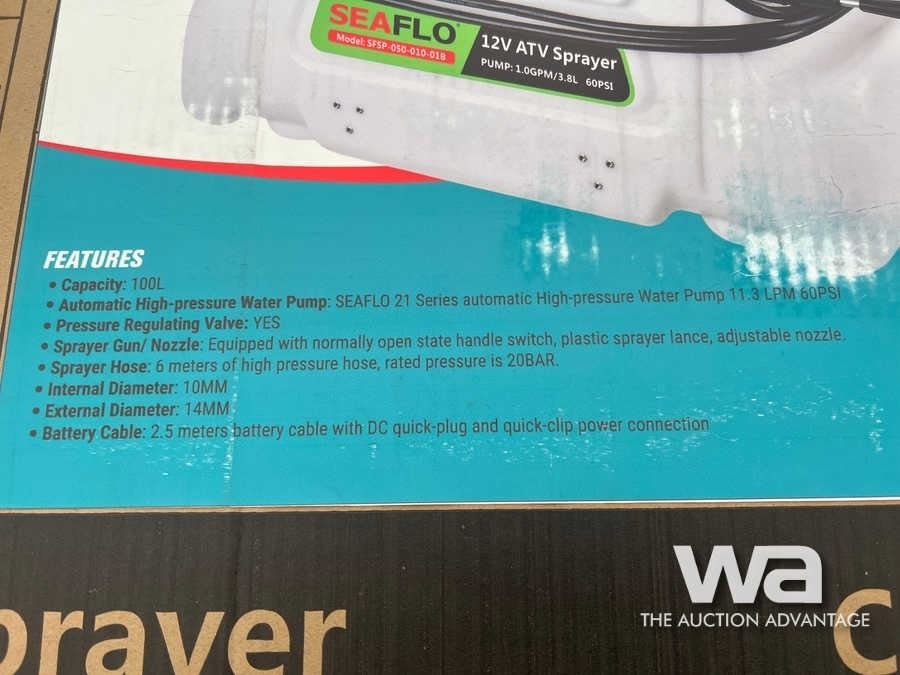 SEAFLO®
Model: SFSP-050-010-01B
12V ATV Sprayer
PUMP: 1.0GPM/3.8L 60PSI
FEATURES
• Capacity: 100L
• Automatic High-pressure Water Pump: SEAFLO 21 Series automatic High-pressure Water Pump 11.3 LPM 60PSI
• Pressure Regulating Valve: YES
• Sprayer Gun/ Nozzle: Equipped with normally open state handle switch, plastic sprayer lance, adjustable nozzle.
• Sprayer Hose: 6 meters of high pressure hose, rated pressure is 20BAR.
• Internal Diameter: 10MM
• External Diameter: 14MM
• Battery Cable: 2.5 meters battery cable with DC quick-plug and quick-clip power connection
wa
THE AUCTION ADVANTAGE
prayer
C